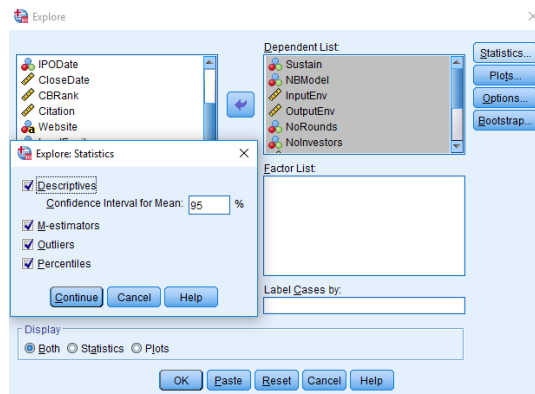 Explore
IPODate
CloseDate
CBRank
Citation
Website
Dependent List:
Sustain
NBModel
InputEnv
OutputEnv
NoRounds
NoInvestors
Statistics...
Plots...
Options...
Bootstrap...
Explore: Statistics
Descriptives
Confidence Interval for Mean: 95 %
M-estimators
Outliers
Percentiles
Continue Cancel Help
Factor List:
Label Cases by:
Display
Both Statistics Plots
OK Paste Reset Cancel Help